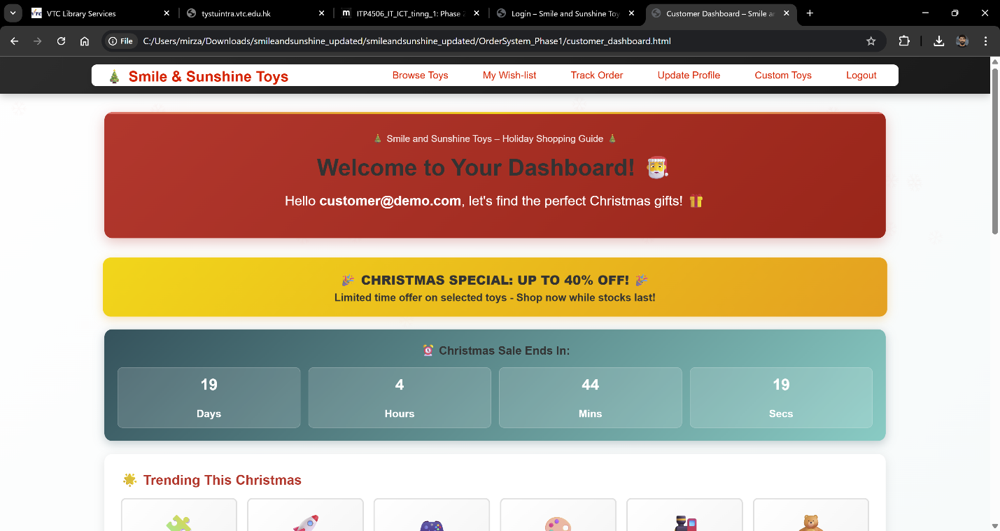 VTC Library Services
tystuintra.vtc.edu.hk
ITP4506_IT_ICT_tinng_1: Phase
Login – Smile and Sunshine Toy
Customer Dashboard – Smile ar
File
C:/Users/mirza/Downloads/smileandsunshine_updated/smileandsunshine_updated/OrderSystem_Phase1/customer_dashboard.html
Smile & Sunshine Toys
Browse Toys
My Wish-list
Track Order
Update Profile
Custom Toys
Logout
Smile and Sunshine Toys – Holiday Shopping Guide
Welcome to Your Dashboard!
Hello customer@demo.com, let's find the perfect Christmas gifts!
CHRISTMAS SPECIAL: UP TO 40% OFF!
Limited time offer on selected toys - Shop now while stocks last!
Christmas Sale Ends In:
19
Days
4
Hours
44
Mins
19
Secs
Trending This Christmas